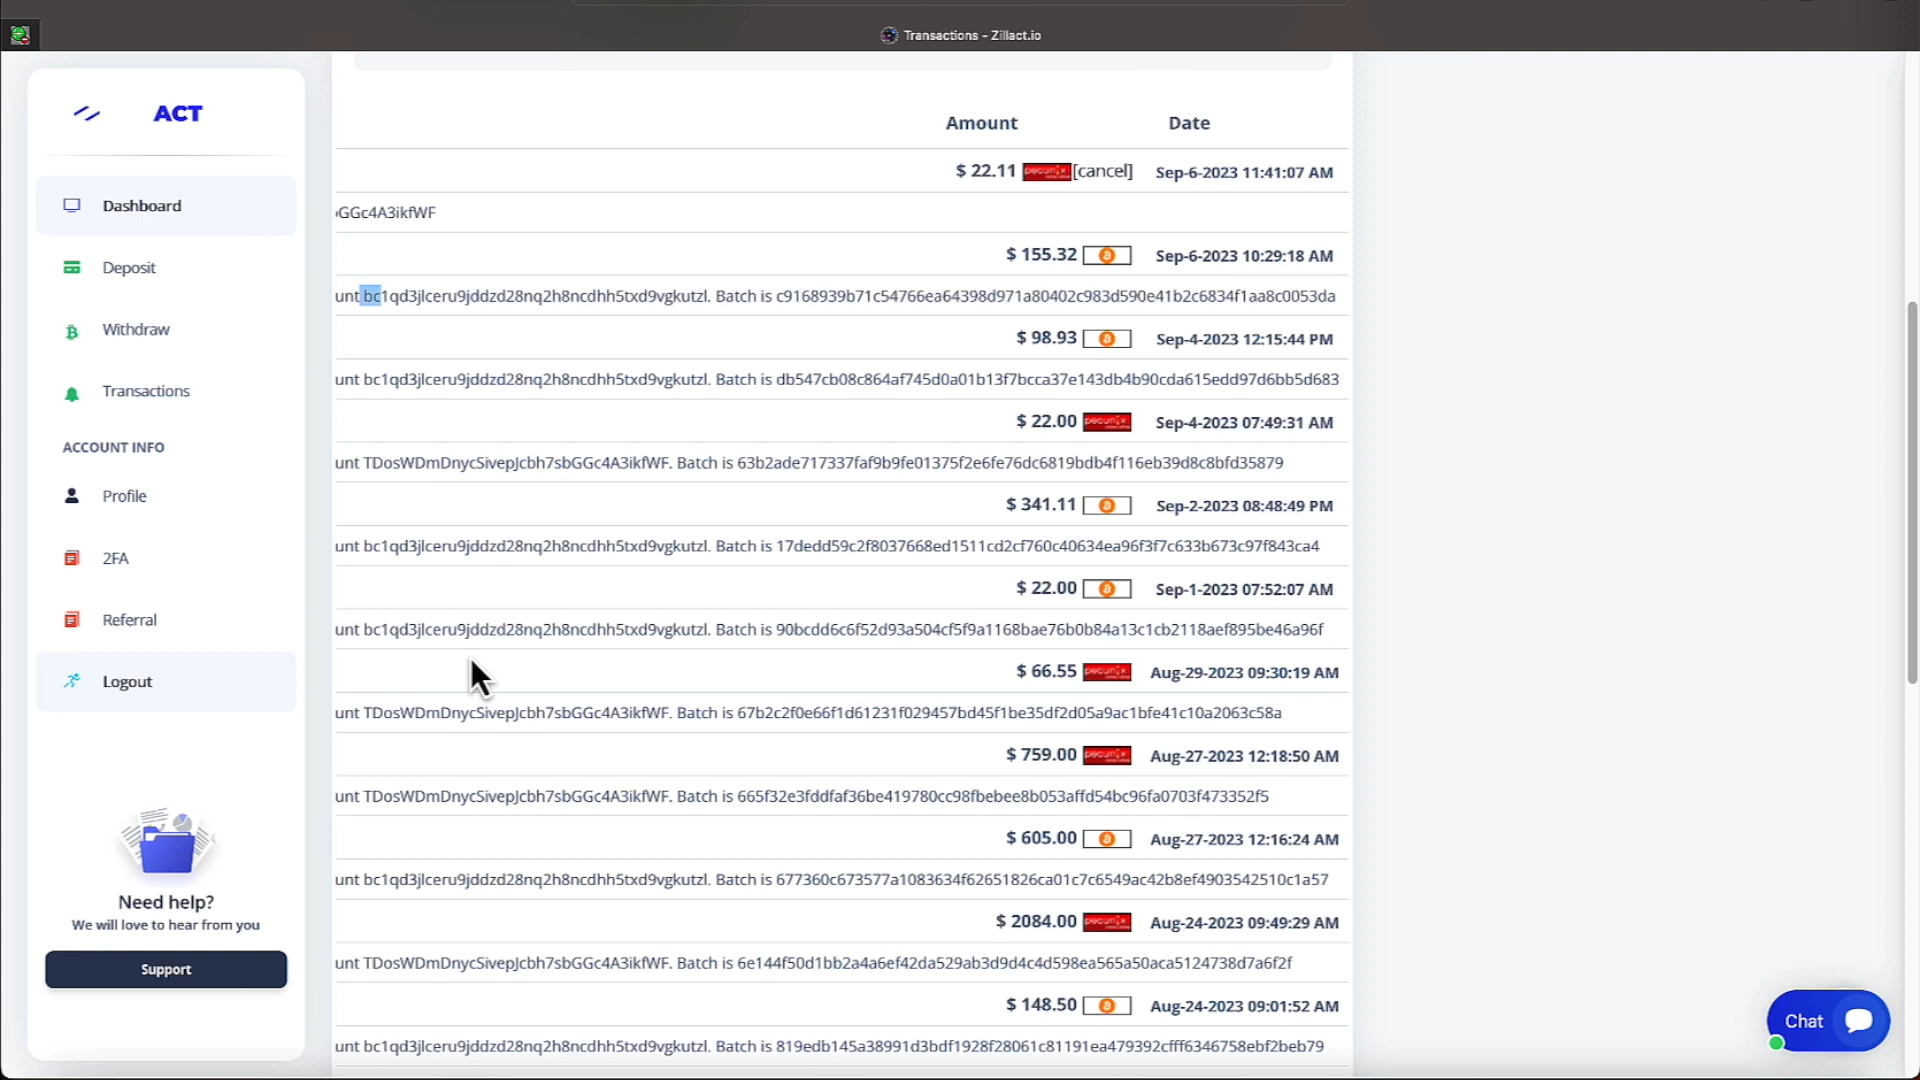 Transactions - Zillact.io
ACT
Dashboard
Deposit
Withdraw
Transactions
ACCOUNT INFO
Profile
2FA
Referral
Logout
Need help?
We will love to hear from you
Support
Amount Date
$ 22.11 pecunix [cancel] Sep-6-2023 11:41:07 AM
GGc4A3ikfWF
$ 155.32 Sep-6-2023 10:29:18 AM
unt bc1qd3jlceru9jddzd28nq2h8ncdhh5txd9vgkutzl. Batch is c9168939b71c54766ea64398d971a80402c983d590e41b2c6834f1aa8c0053da
$ 98.93 Sep-4-2023 12:15:44 PM
unt bc1qd3jlceru9jddzd28nq2h8ncdhh5txd9vgkutzl. Batch is db547cb08c864af745d0a01b13f7bcca37e143db4b90cda615edd97d6bb5d683
$ 22.00 pecunix Sep-4-2023 07:49:31 AM
unt TDosWDmDnycSivepJcbh7sbGGc4A3ikfWF. Batch is 63b2ade717337faf9b9fe01375f2e6fe76dc6819bdb4f116eb39d8c8bfd35879
$ 341.11 Sep-2-2023 08:48:49 PM
unt bc1qd3jlceru9jddzd28nq2h8ncdhh5txd9vgkutzl. Batch is 17dedd59c2f8037668ed1511cd2cf760c40634ea96f3f7c633b673c97f843ca4
$ 22.00 Sep-1-2023 07:52:07 AM
unt bc1qd3jlceru9jddzd28nq2h8ncdhh5txd9vgkutzl. Batch is 90bcdd6c6f52d93a504cf5f9a1168bae76b0b84a13c1cb2118aef895be46a96f
$ 66.55 pecunix Aug-29-2023 09:30:19 AM
unt TDosWDmDnycSivepJcbh7sbGGc4A3ikfWF. Batch is 67b2c2f0e66f1d61231f029457bd45f1be35df2d05a9ac1bfe41c10a2063c58a
$ 759.00 pecunix Aug-27-2023 12:18:50 AM
unt TDosWDmDnycSivepJcbh7sbGGc4A3ikfWF. Batch is 665f32e3fddfaf36be419780cc98fbebee8b053affd54bc96fa0703f473352f5
$ 605.00 Aug-27-2023 12:16:24 AM
unt bc1qd3jlceru9jddzd28nq2h8ncdhh5txd9vgkutzl. Batch is 677360c673577a1083634f62651826ca01c7c6549ac42b8ef4903542510c1a57
$ 2084.00 pecunix Aug-24-2023 09:49:29 AM
unt TDosWDmDnycSivepJcbh7sbGGc4A3ikfWF. Batch is 6e144f50d1bb2a4a6ef42da529ab3d9d4c4d598ea565a50aca5124738d7a6f2f
$ 148.50 Aug-24-2023 09:01:52 AM
unt bc1qd3jlceru9jddzd28nq2h8ncdhh5txd9vgkutzl. Batch is 819edb145a38991d3bdf1928f28061c81191ea479392cfff6346758ebf2beb79
Chat